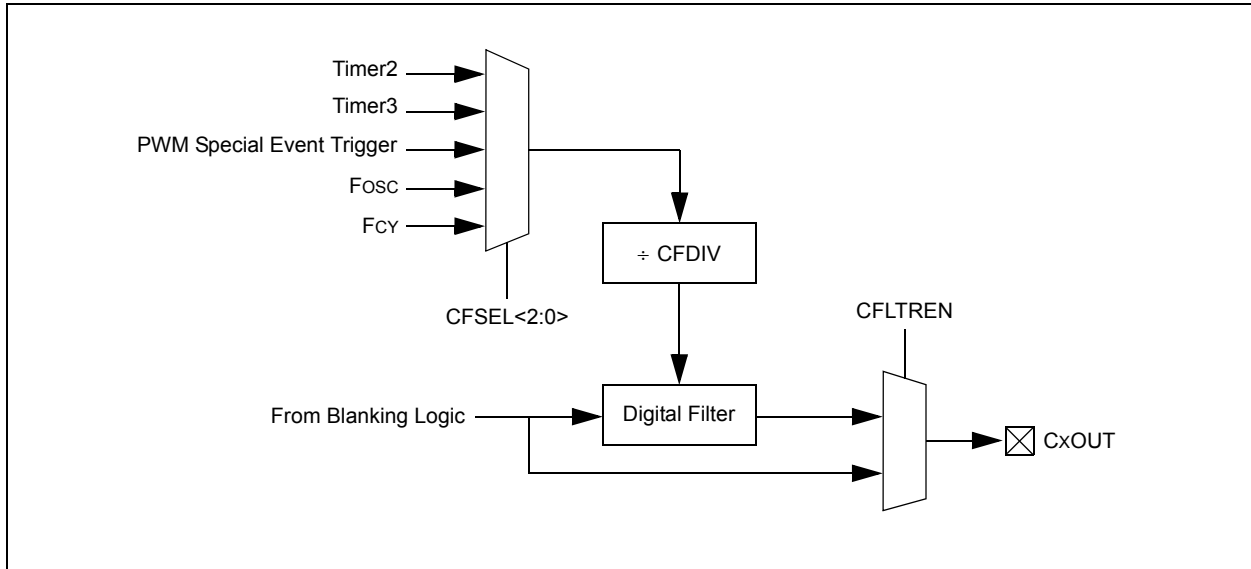 Timer2
Timer3
PWM Special Event Trigger
FOSC
FCY
÷ CFDIV
CFSEL<2:0>
CFLTREN
From Blanking Logic
Digital Filter
CxOUT